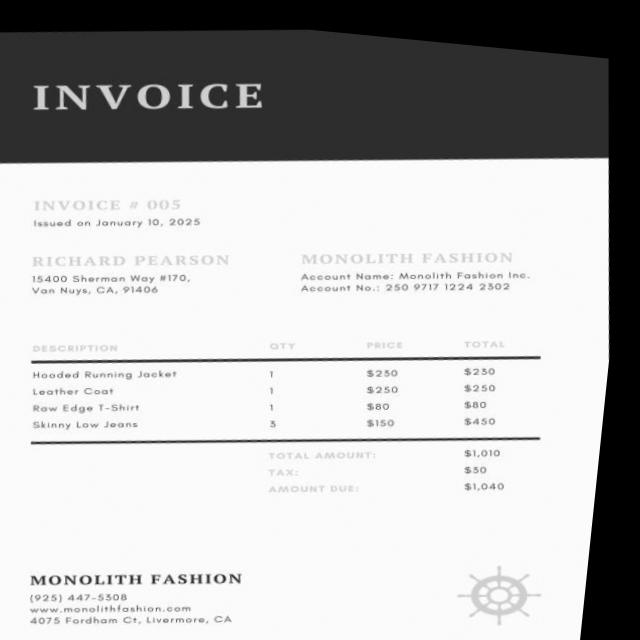 INVOICE
INVOICE # 005
Issued on January 10, 2025
RICHARD PEARSON
15400 Sherman Way #170,
Van Nuys, CA, 91406
MONOLITH FASHION
Account Name: Monolith Fashion Inc.
Account No.: 250 9717 1224 2302
DESCRIPTION QTY PRICE TOTAL
Hooded Running Jacket 1 $230 $230
Leather Coat 1 $250 $250
Raw Edge T-Shirt 1 $80 $80
Skinny Low Jeans 3 $150 $450
TOTAL AMOUNT: $1,010
TAX: $30
AMOUNT DUE: $1,040
MONOLITH FASHION
(925) 447-5308
www.monolithfashion.com
4075 Fordham Ct, Livermore, CA